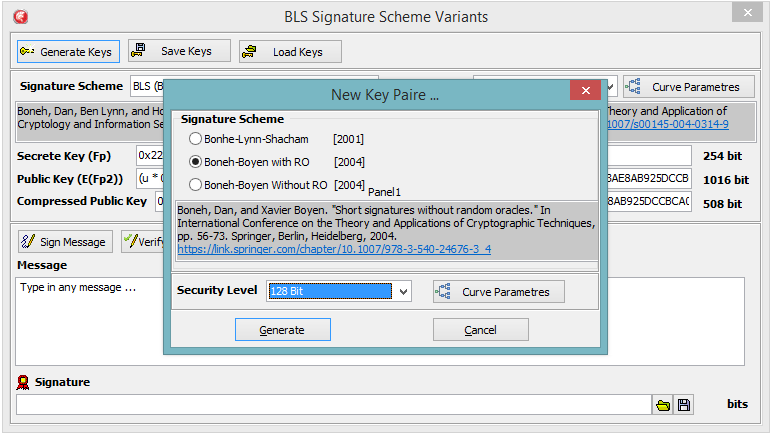 BLS Signature Scheme Variants
Generate Keys
Save Keys
Load Keys
Signature Scheme
BLS (B
Curve Parametres
Boneh, Dan, Ben Lynn, and Ho
Theory and Application of
Cryptology and Information Se
1007/s00145-004-0314-9
Secrete Key (Fp)
0x22
254 bit
Public Key (E(Fp2))
(u * 0
BAE8AB925DCCB
1016 bit
Compressed Public Key
0
8AB925DCCBCA0
508 bit
Sign Message
Verify
Message
Type in any message ...
Signature
bits
New Key Paire ...
Signature Scheme
Bonhe-Lynn-Shacham [2001]
Boneh-Boyen with RO [2004]
Boneh-Boyen Without RO [2004]
Panel1
Boneh, Dan, and Xavier Boyen. "Short signatures without random oracles." In
International Conference on the Theory and Applications of Cryptographic Techniques,
pp. 56-73. Springer, Berlin, Heidelberg, 2004.
https://link.springer.com/chapter/10.1007/978-3-540-24676-3_4
Security Level
128 Bit
Curve Parametres
Generate
Cancel